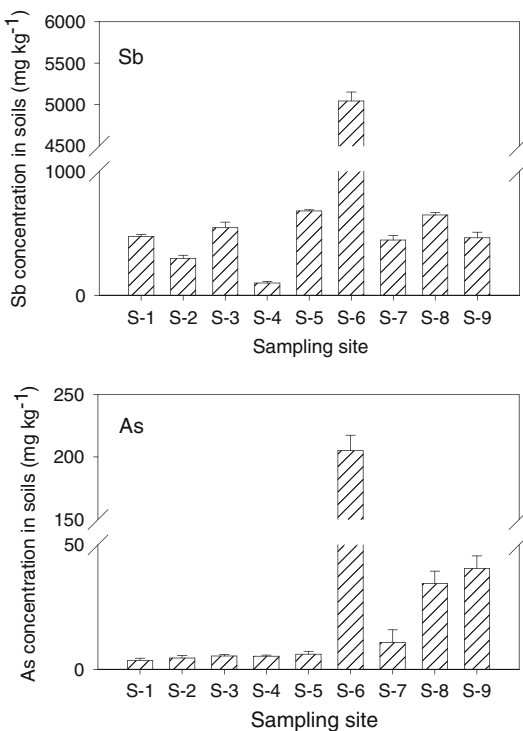 6000
Sb
5000
4500
1000
0
Sb concentration in soils (mg kg-1)
S-1 S-2 S-3 S-4 S-5 S-6 S-7 S-8 S-9
Sampling site
250
As
200
150
50
0
As concentration in soils (mg kg-1)
S-1 S-2 S-3 S-4 S-5 S-6 S-7 S-8 S-9
Sampling site